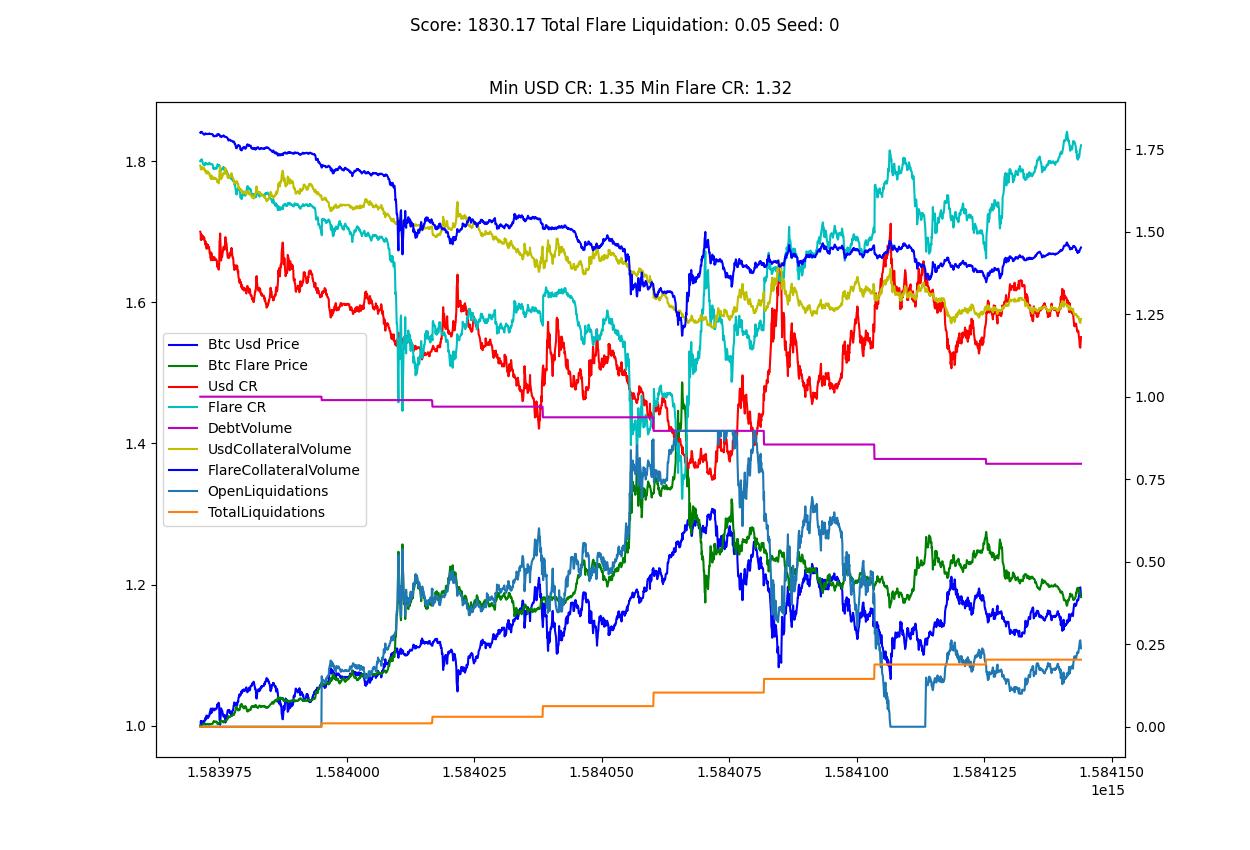 Score: 1830.17 Total Flare Liquidation: 0.05 Seed: 0
Min USD CR: 1.35 Min Flare CR: 1.32
1.8
1.6
1.4
1.2
1.0
Btc Usd Price
Btc Flare Price
Usd CR
Flare CR
DebtVolume
UsdCollateralVolume
FlareCollateralVolume
OpenLiquidations
TotalLiquidations
1.75
1.50
1.25
1.00
0.75
0.50
0.25
0.00
1.583975 1.584000 1.584025 1.584050 1.584075 1.584100 1.584125 1.584150
1e15